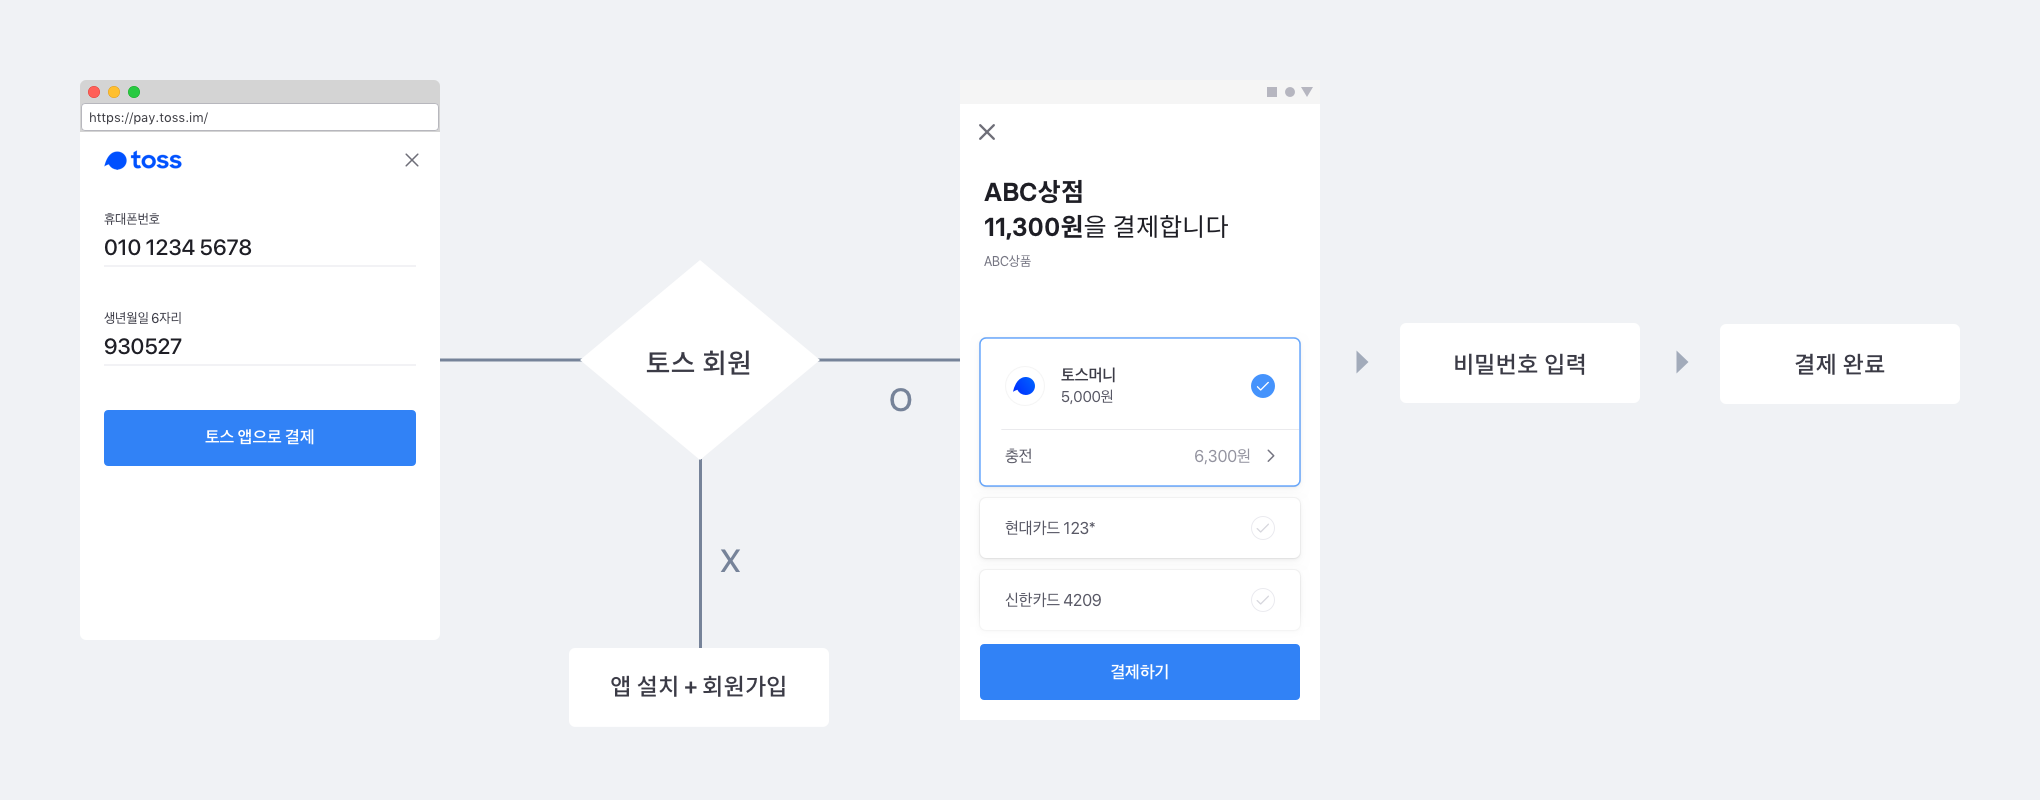 https://pay.toss.im/
toss
휴대폰번호
010 1234 5678
생년월일 6자리
930527
토스 앱으로 결제
토스 회원
O
X
앱 설치 + 회원가입
ABC상점
11,300원을 결제합니다
ABC상품
토스머니
5,000원
충전 6,300원
현대카드 123*
신한카드 4209
결제하기
비밀번호 입력
결제 완료